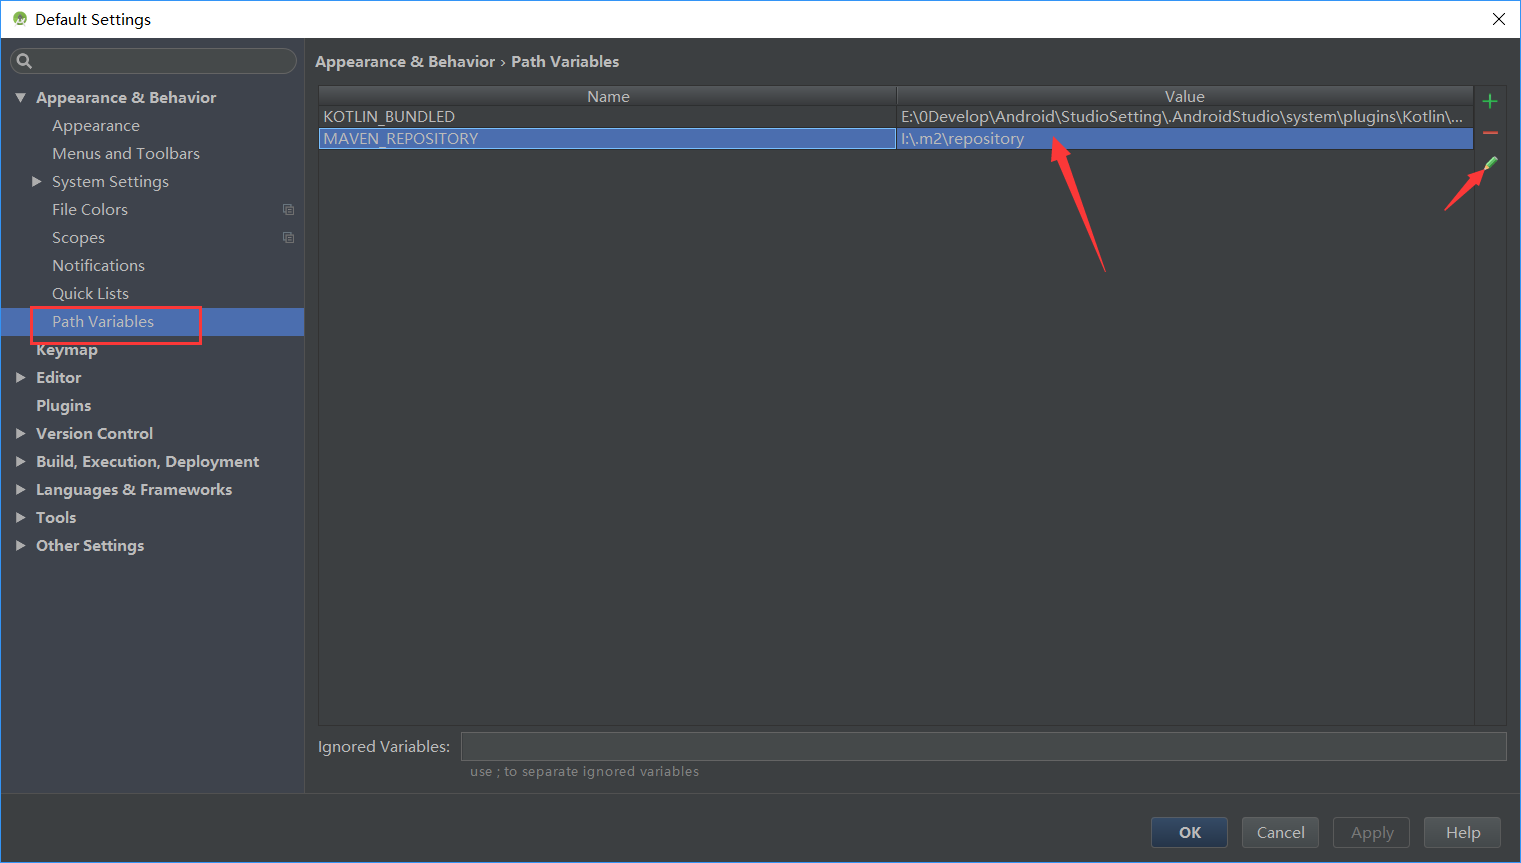 Default Settings
Appearance & Behavior
Appearance
Menus and Toolbars
System Settings
File Colors
Scopes
Notifications
Quick Lists
Path Variables
Keymap
Editor
Plugins
Version Control
Build, Execution, Deployment
Languages & Frameworks
Tools
Other Settings
Appearance & Behavior › Path Variables
Name Value
KOTLIN_BUNDLED E:\0Develop\Android\StudioSetting\.AndroidStudio\system\plugins\Kotlin\...
MAVEN_REPOSITORY I:\.m2\repository
Ignored Variables:
use ; to separate ignored variables
OK Cancel Apply Help